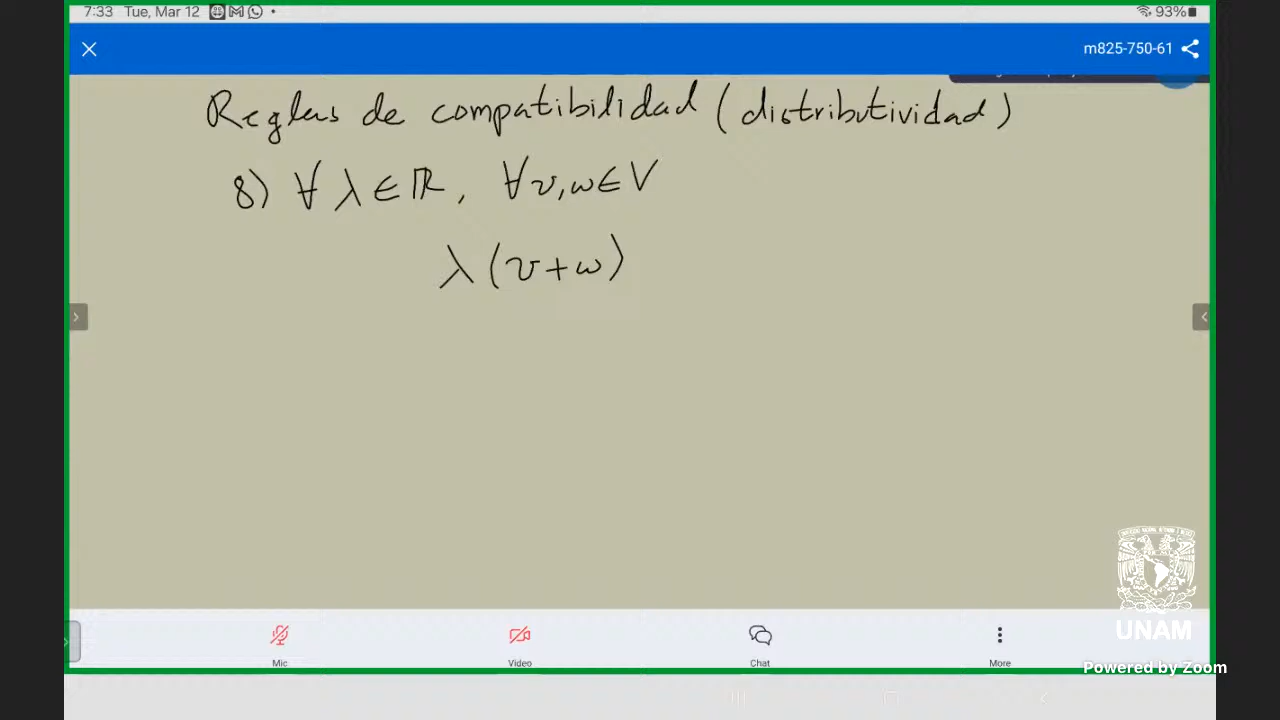 7:33 Tue, Mar 12
93%
m825-750-61
Reglas de compatibilidad (distributividad)
8) ∀ λ ∈ ℝ, ∀ v, w ∈ V
λ (v + w)
UNAM
Mic Video Chat More
Powered by Zoom